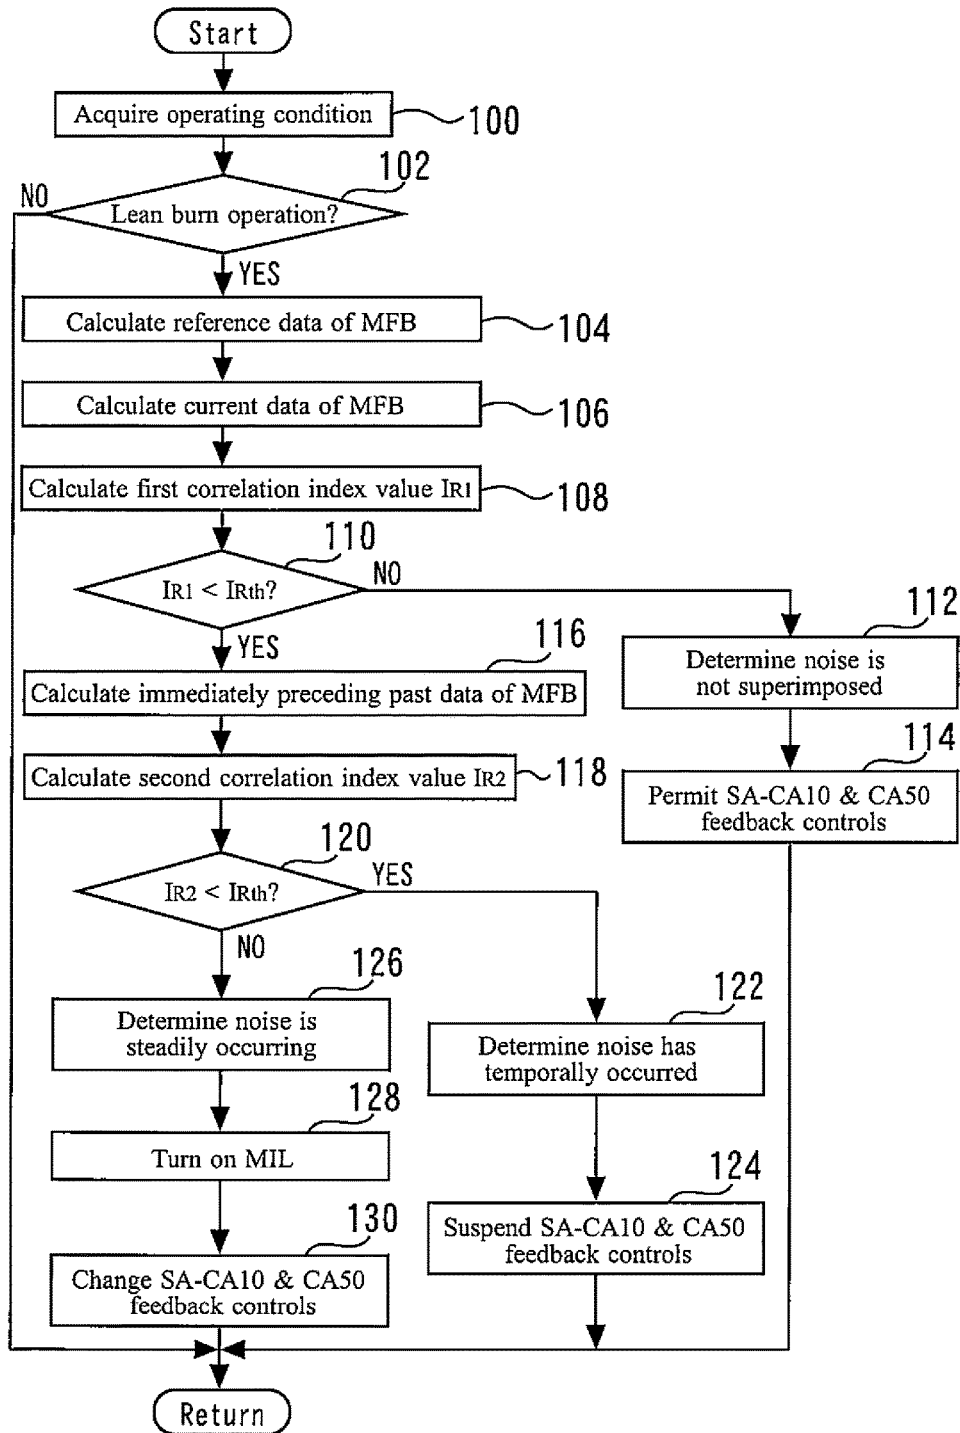 Start
Acquire operating condition
100
102
NO
Lean burn operation?
YES
Calculate reference data of MFB
104
Calculate current data of MFB
106
Calculate first correlation index value IR1
108
110
IR1 < IRth?
NO
YES
112
Determine noise is
not superimposed
116
Calculate immediately preceding past data of MFB
114
Permit SA-CA10 & CA50
feedback controls
Calculate second correlation index value IR2
118
120
IR2 < IRth?
YES
NO
126
Determine noise is
steadily occurring
122
Determine noise has
temporally occurred
128
Turn on MIL
124
Suspend SA-CA10 & CA50
feedback controls
130
Change SA-CA10 & CA50
feedback controls
Return